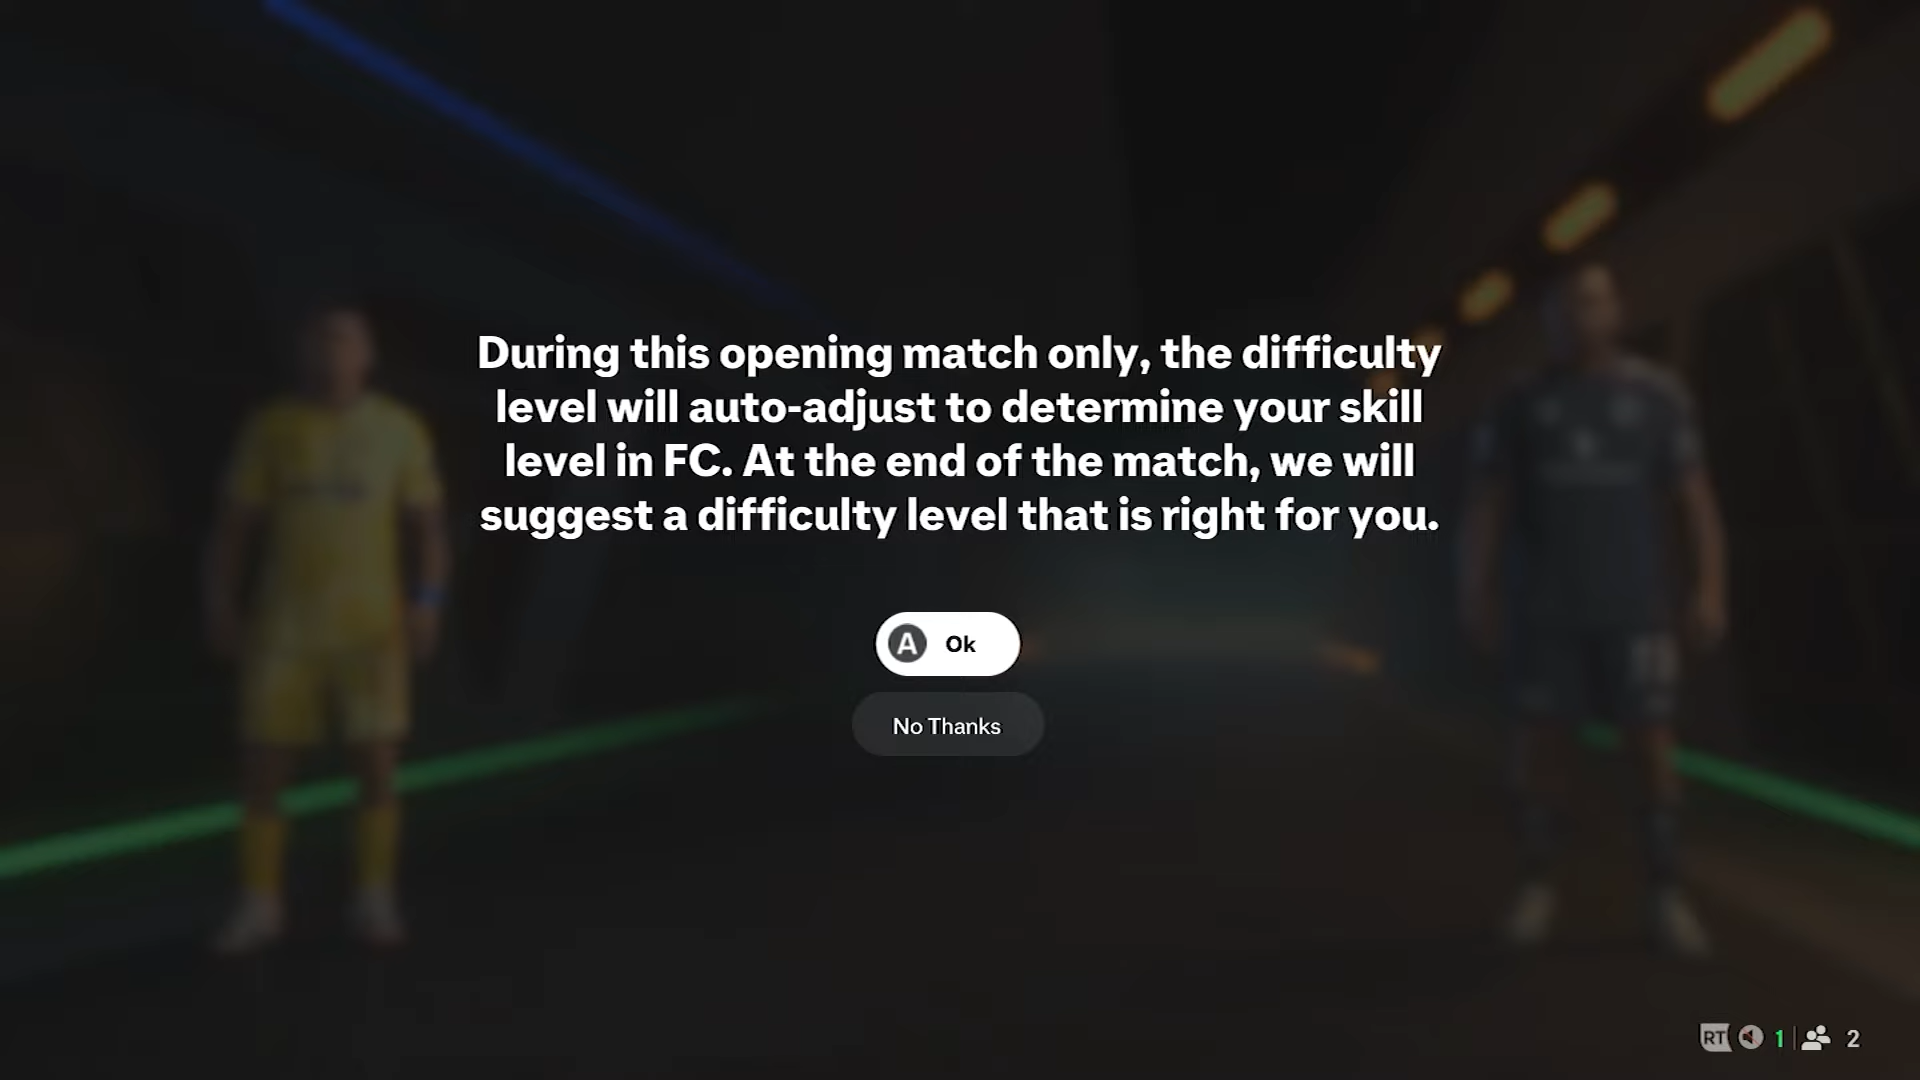 During this opening match only, the difficulty
level will auto-adjust to determine your skill
level in FC. At the end of the match, we will
suggest a difficulty level that is right for you.
A Ok
No Thanks
RT 1 2